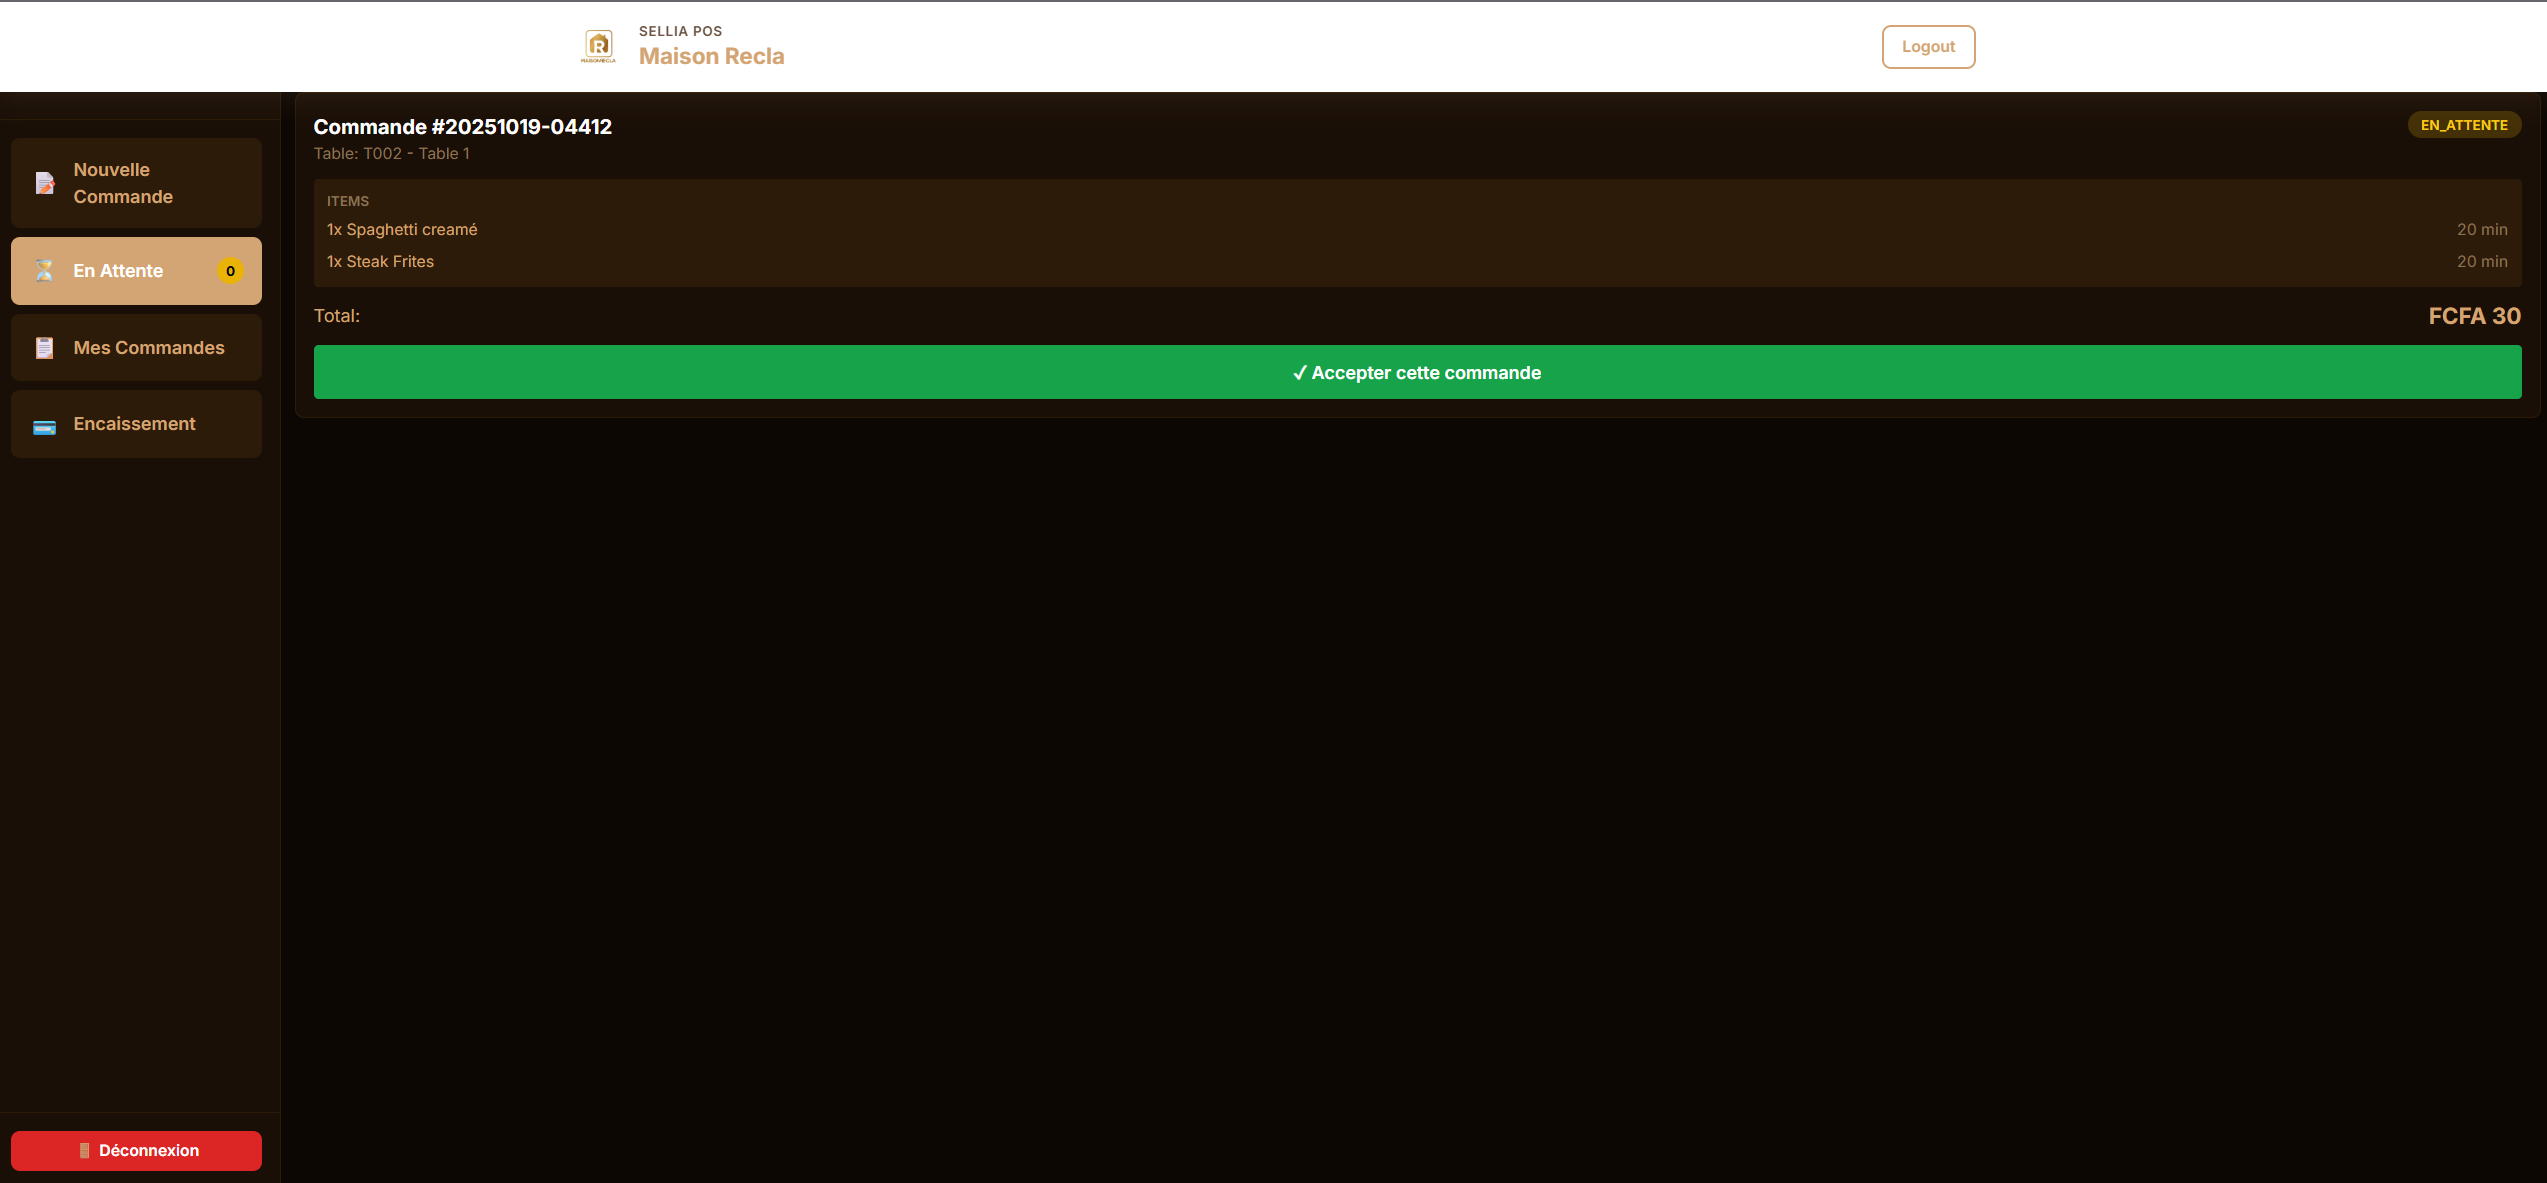 SELLIA POS
Maison Recla
MAISONRECLA
Logout
Nouvelle
Commande
En Attente 0
Mes Commandes
Encaissement
Déconnexion
Commande #20251019-04412
EN_ATTENTE
Table: T002 - Table 1
ITEMS
1x Spaghetti creamé 20 min
1x Steak Frites 20 min
Total: FCFA 30
✓ Accepter cette commande